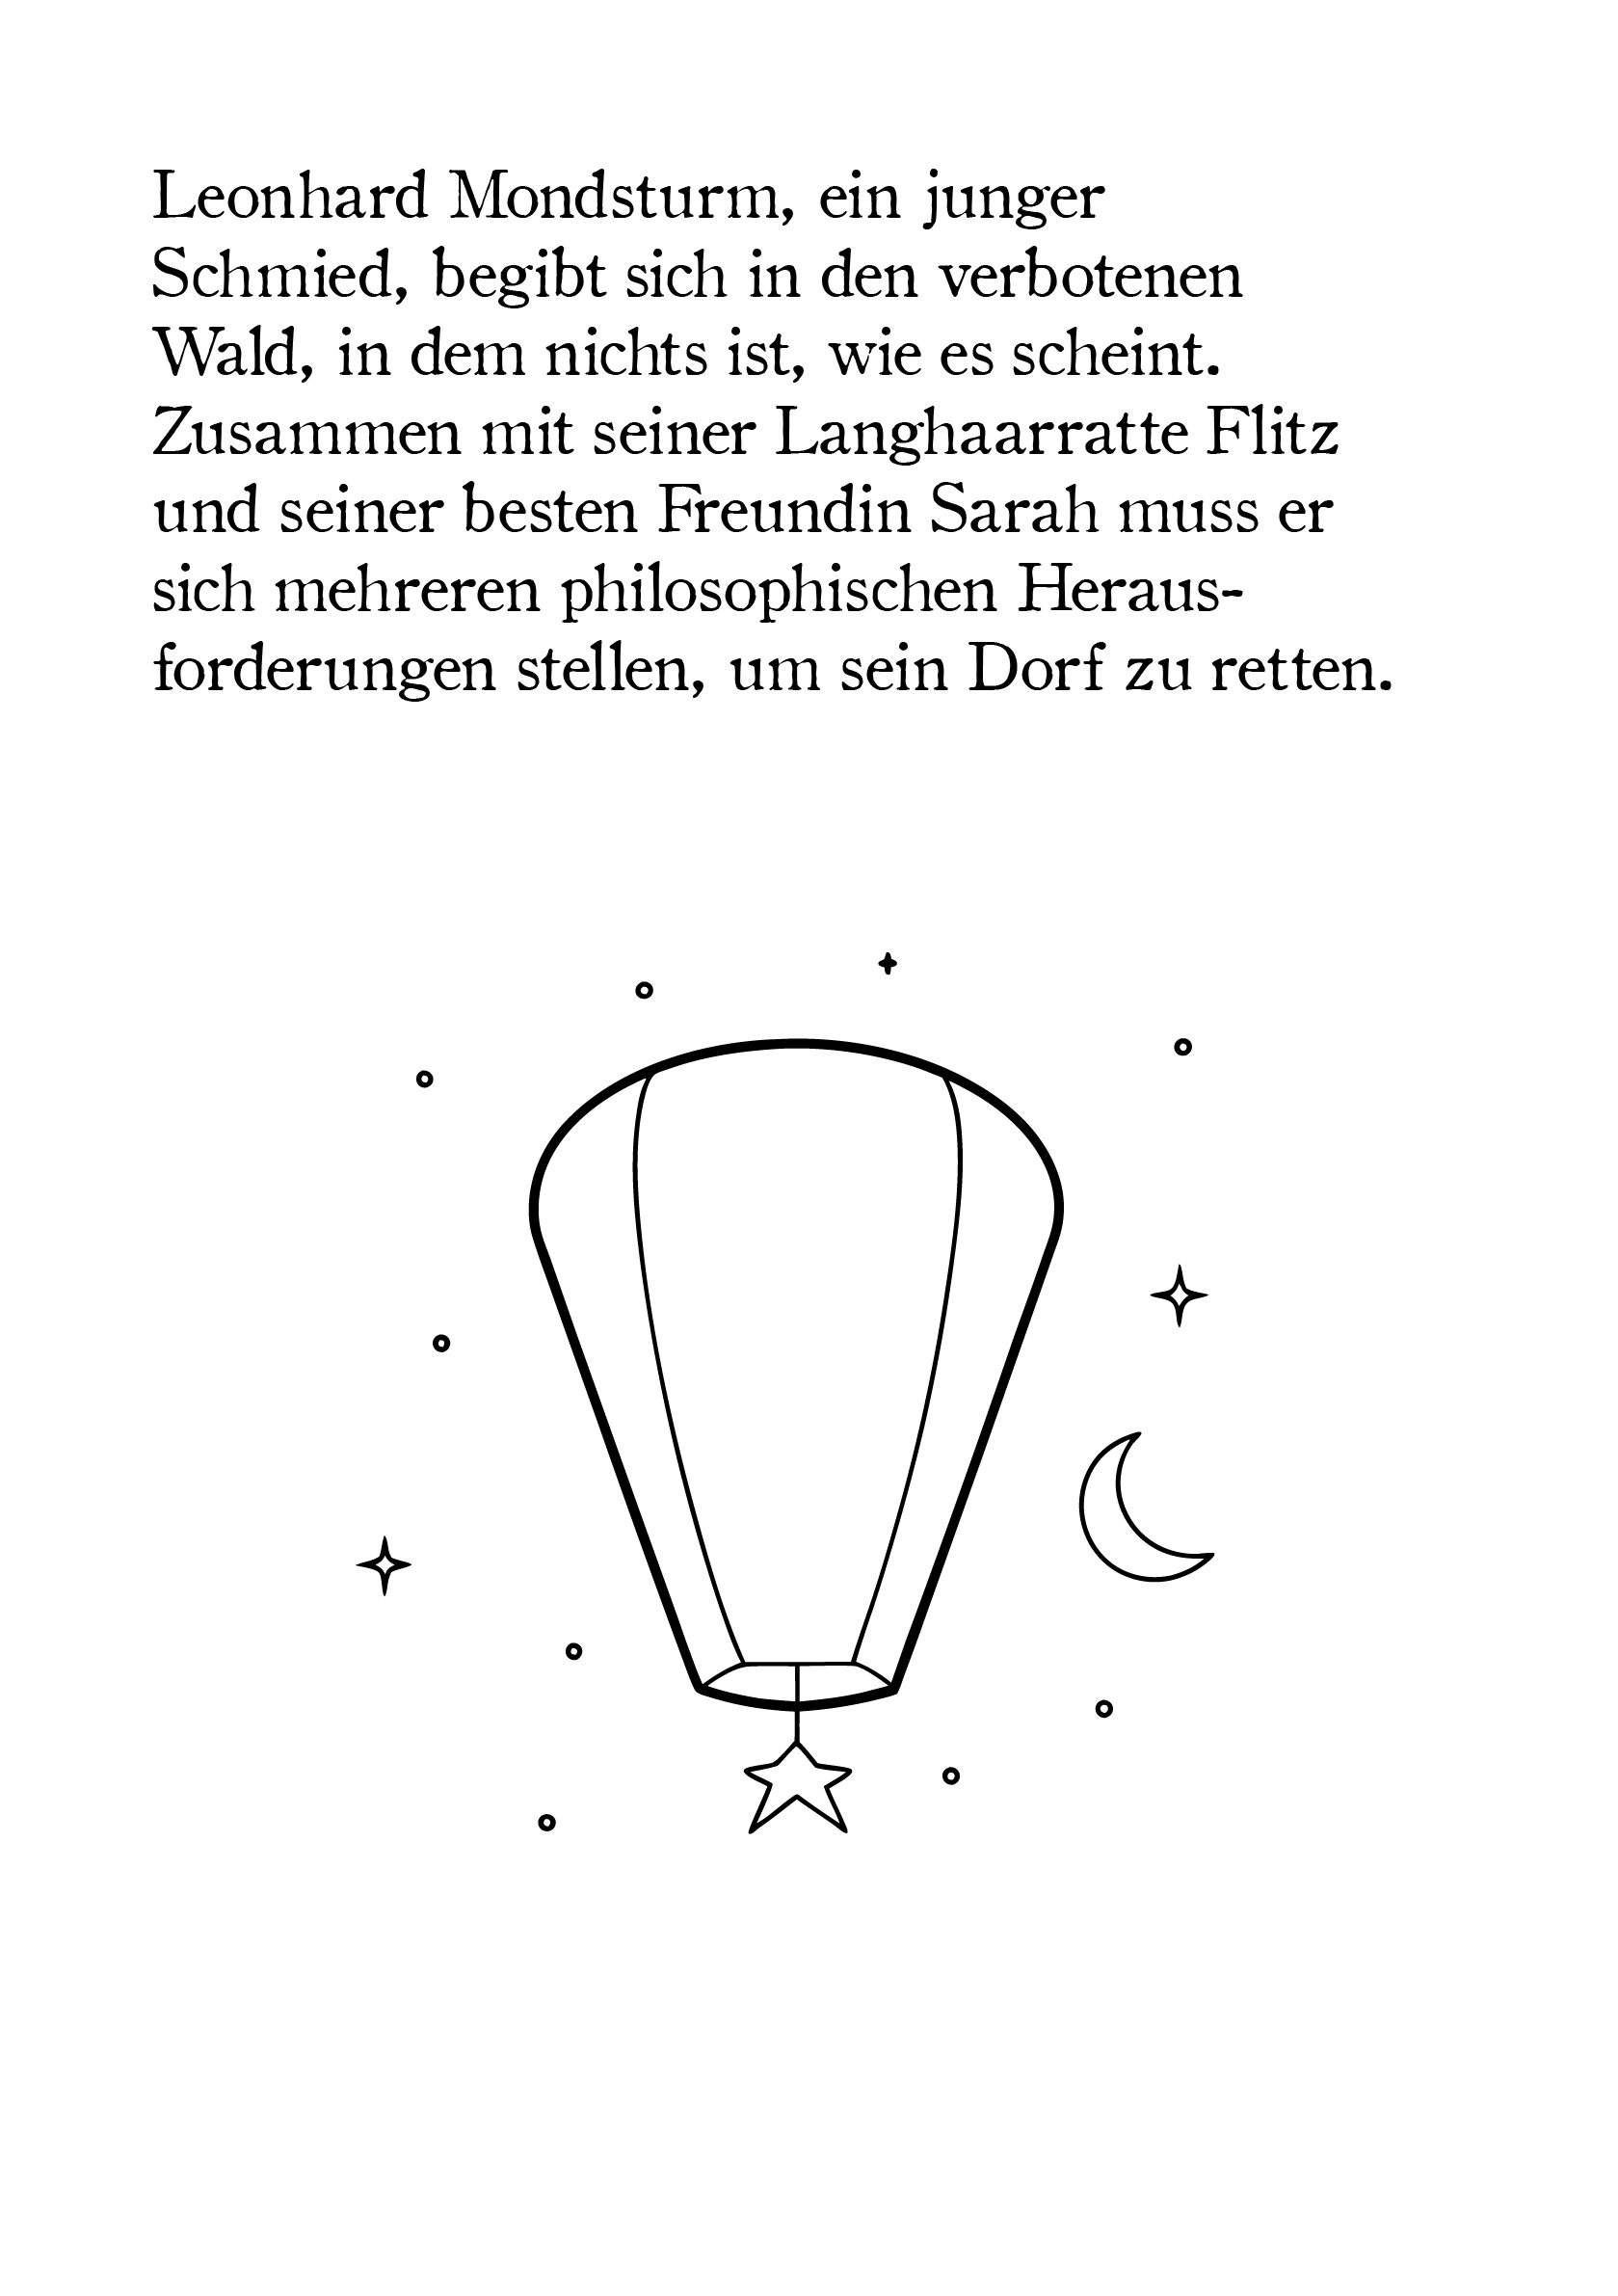 Leonhard Mondsturm, ein junger
Schmied, begibt sich in den verbotenen
Wald, in dem nichts ist, wie es scheint.
Zusammen mit seiner Langhaarratte Flitz
und seiner besten Freundin Sarah muss er
sich mehreren philosophischen Heraus-
forderungen stellen, um sein Dorf zu retten.